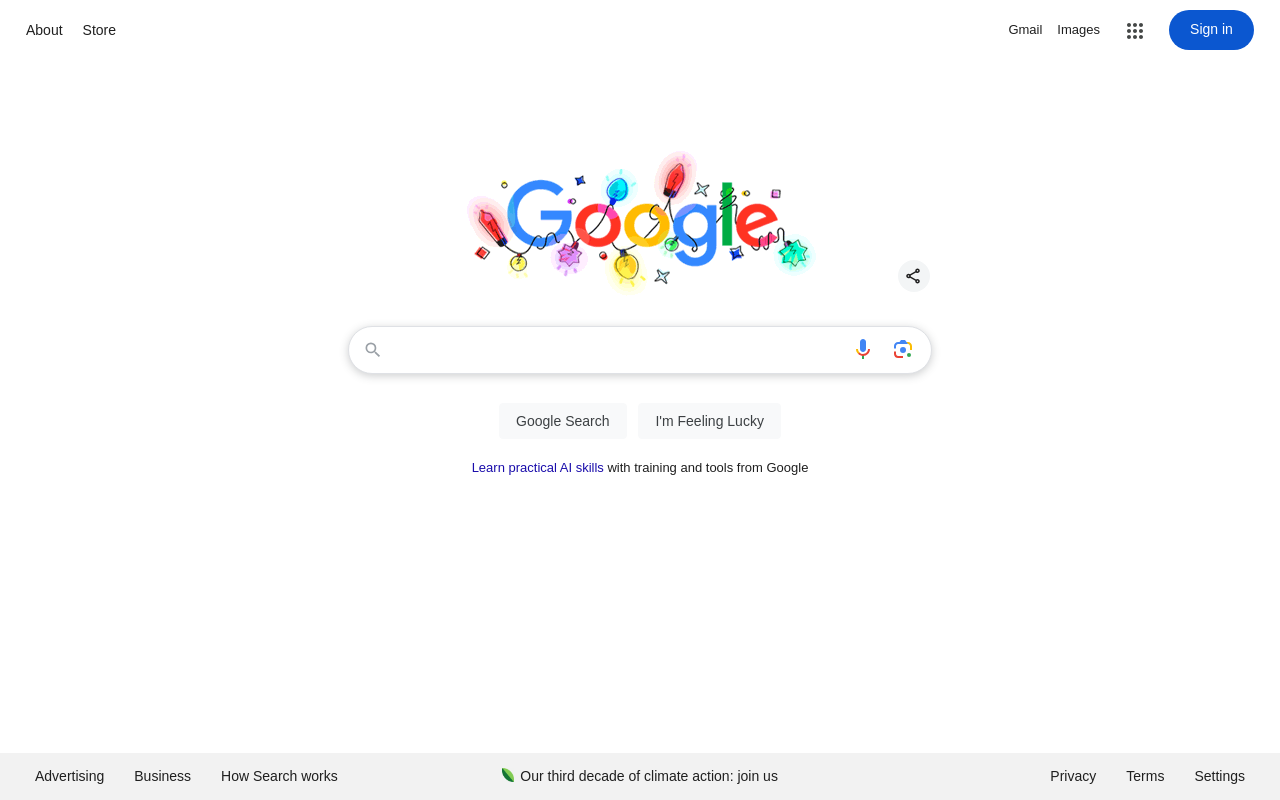 About Store
Gmail Images Sign in
Google
Google Search I'm Feeling Lucky
Learn practical AI skills with training and tools from Google
Advertising Business How Search works
Our third decade of climate action: join us
Privacy Terms Settings